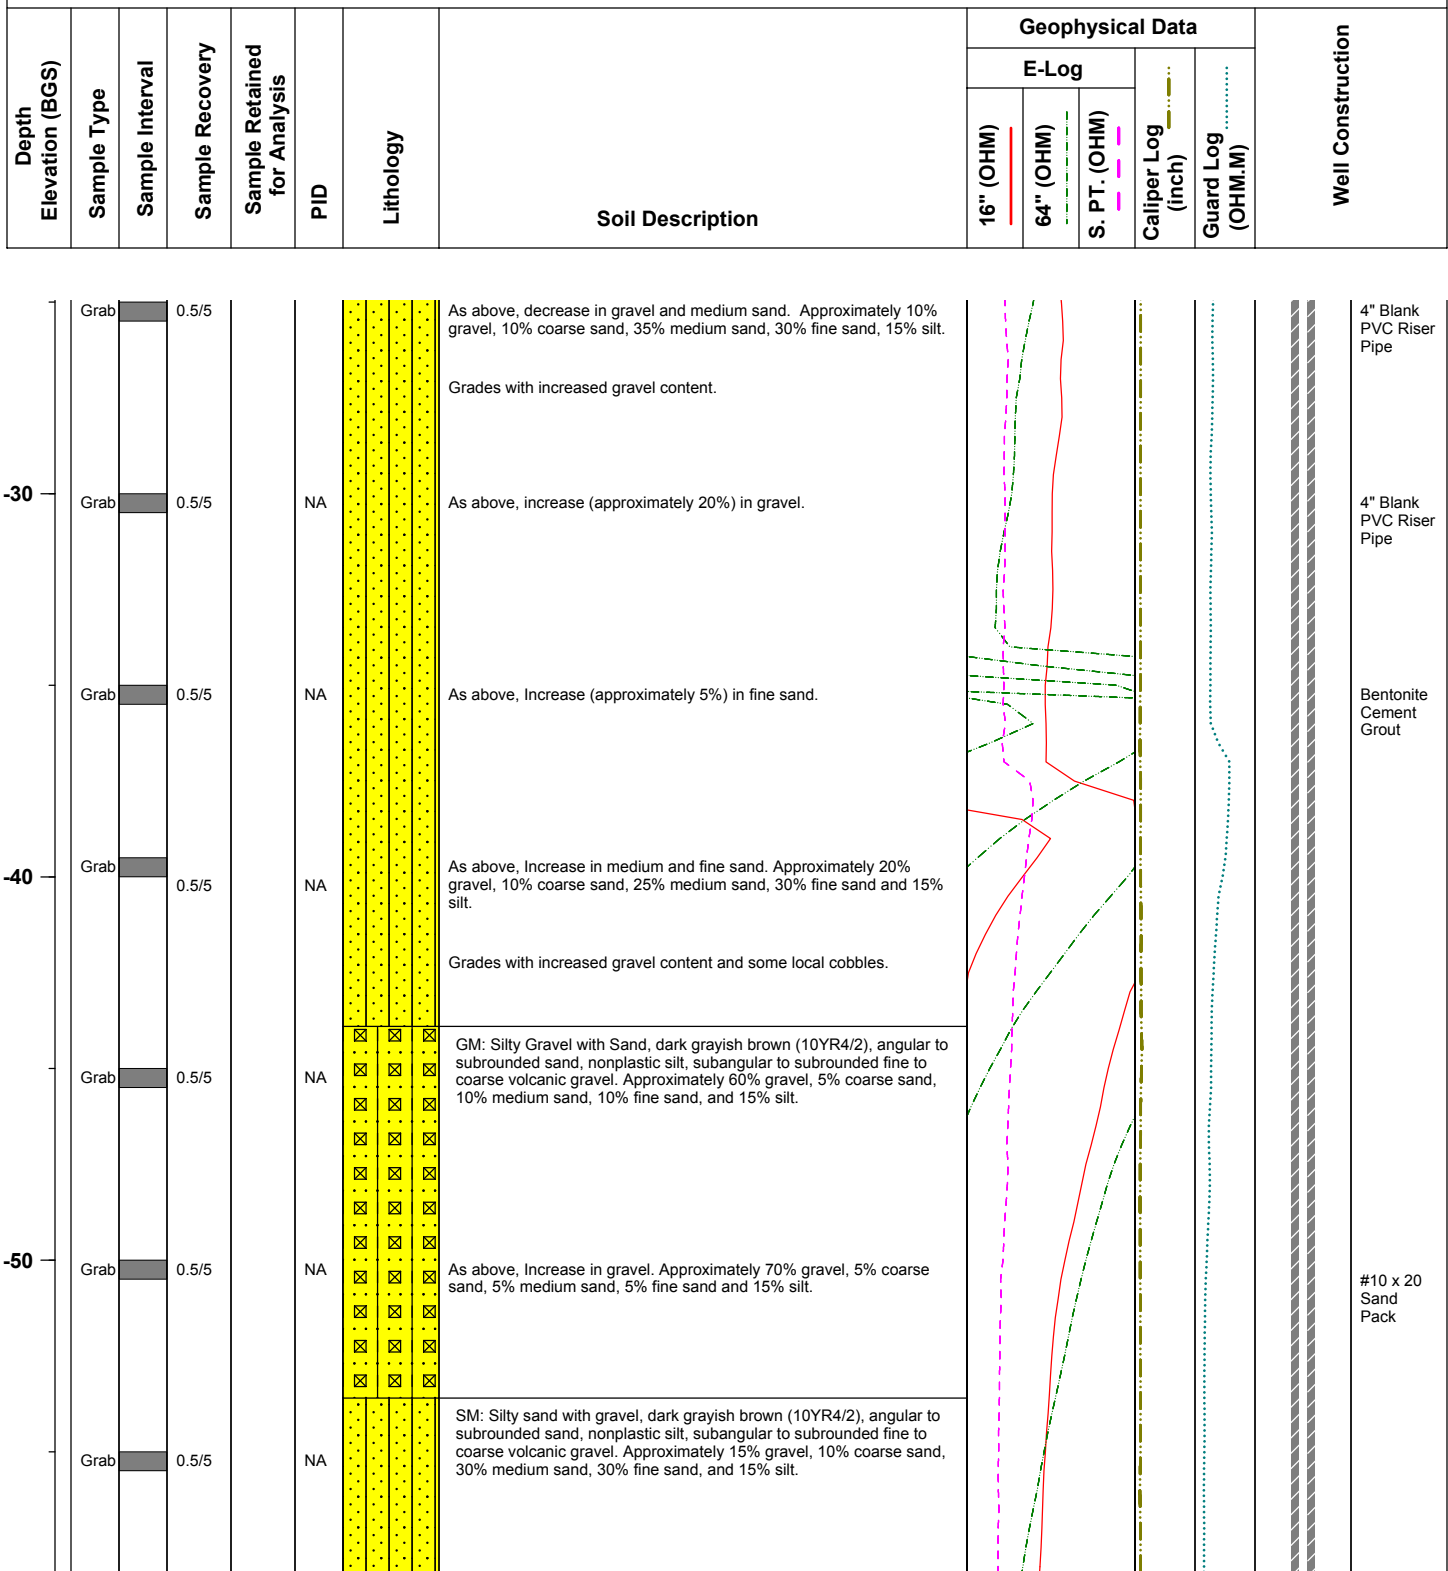 Geophysical Data
E-Log
Depth
Elevation (BGS)
Sample Type
Sample Interval
Sample Recovery
Sample Retained
for Analysis
PID
Lithology
Soil Description
16" (OHM)
64" (OHM)
S. PT. (OHM)
Caliper Log
(inch)
Guard Log
(OHM.M)
Well Construction
Grab
0.5/5
As above, decrease in gravel and medium sand. Approximately 10%
gravel, 10% coarse sand, 35% medium sand, 30% fine sand, 15% silt.
4" Blank
PVC Riser
Pipe
Grades with increased gravel content.
-30
Grab
0.5/5
NA
As above, increase (approximately 20%) in gravel.
4" Blank
PVC Riser
Pipe
Grab
0.5/5
NA
As above, Increase (approximately 5%) in fine sand.
Bentonite
Cement
Grout
-40
Grab
0.5/5
NA
As above, Increase in medium and fine sand. Approximately 20%
gravel, 10% coarse sand, 25% medium sand, 30% fine sand and 15%
silt.
Grades with increased gravel content and some local cobbles.
GM: Silty Gravel with Sand, dark grayish brown (10YR4/2), angular to
subrounded sand, nonplastic silt, subangular to subrounded fine to
coarse volcanic gravel. Approximately 60% gravel, 5% coarse sand,
10% medium sand, 10% fine sand, and 15% silt.
Grab
0.5/5
NA
-50
Grab
0.5/5
NA
As above, Increase in gravel. Approximately 70% gravel, 5% coarse
sand, 5% medium sand, 5% fine sand and 15% silt.
#10 x 20
Sand
Pack
SM: Silty sand with gravel, dark grayish brown (10YR4/2), angular to
subrounded sand, nonplastic silt, subangular to subrounded fine to
coarse volcanic gravel. Approximately 15% gravel, 10% coarse sand,
30% medium sand, 30% fine sand, and 15% silt.
Grab
0.5/5
NA